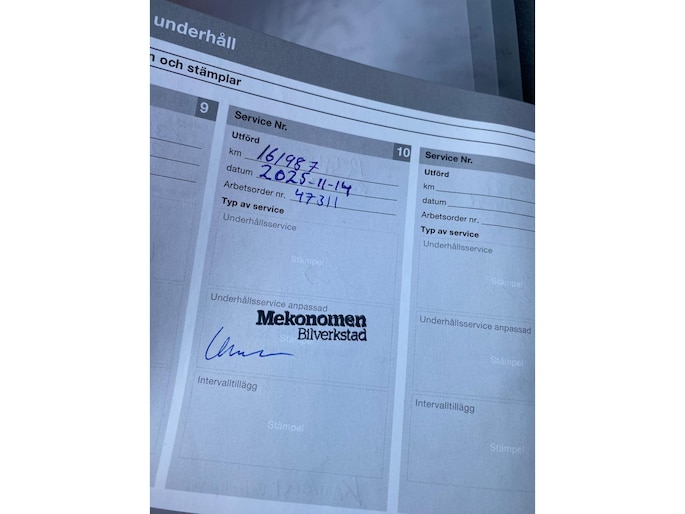 underhåll
n och stämplar
9
Service Nr.
10
Utförd
km 161987
datum 2025-11-14
Arbetsorder nr. 47311
Typ av service
Underhållsservice
Stämpel
Underhållsservice anpassad
Mekonomen
Bilverkstad
Intervalltillägg
Stämpel
Service Nr.
Utförd
km
datum
Arbetsorder nr.
Typ av service
Underhållsservice
Stämpel
Underhållsservice anpassad
Stämpel
Intervalltillägg
Stämpel